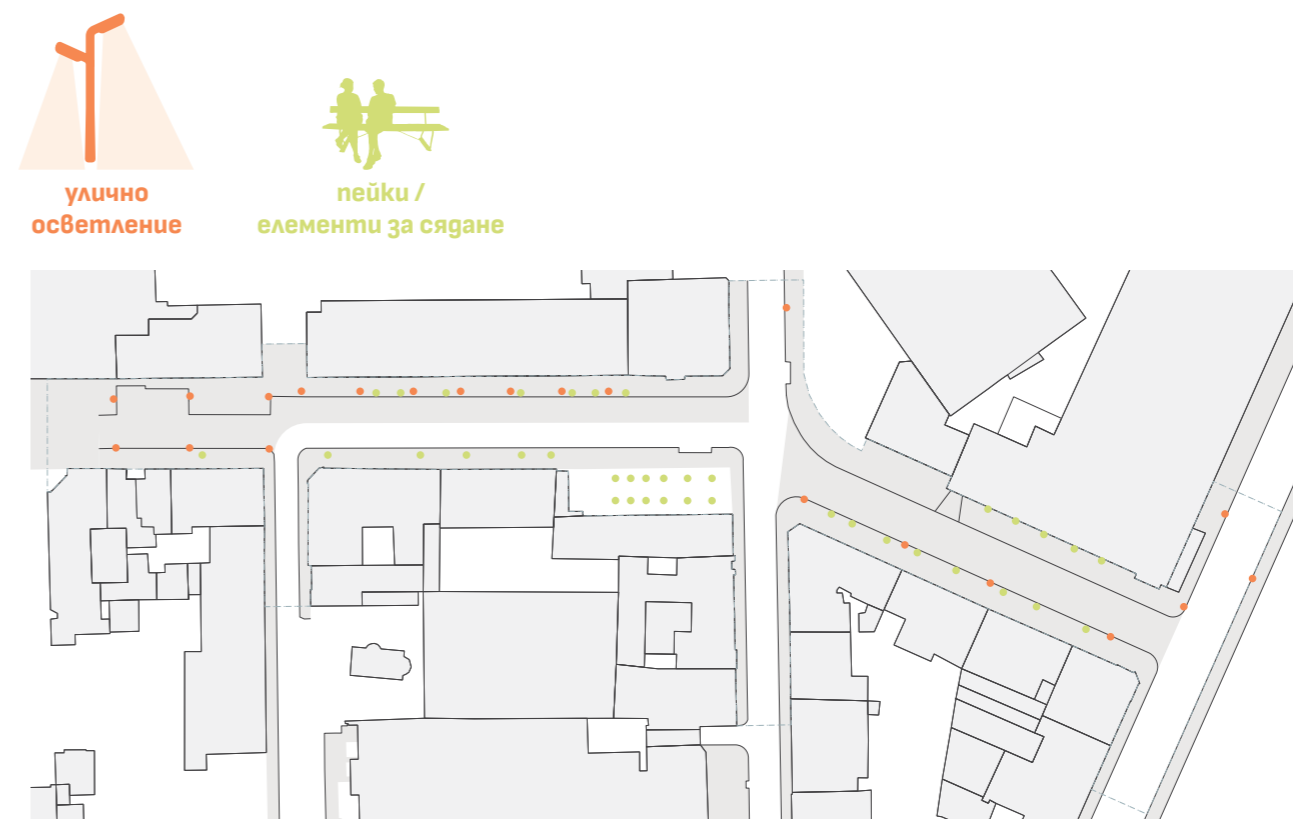 улично
осветление
пейки /
елементи за сядане